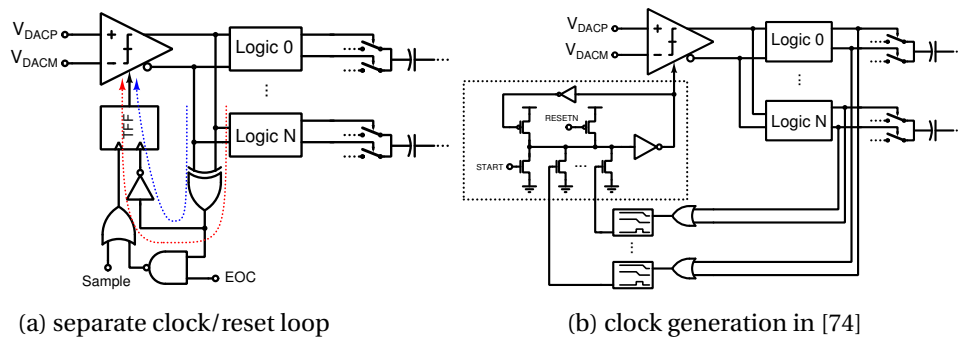 V_DACP
V_DACM
+
−
Logic 0
Logic N
TFF
Sample
EOC
(a) separate clock/reset loop
V_DACP
V_DACM
+
−
Logic 0
Logic N
RESETN
START
(b) clock generation in [74]